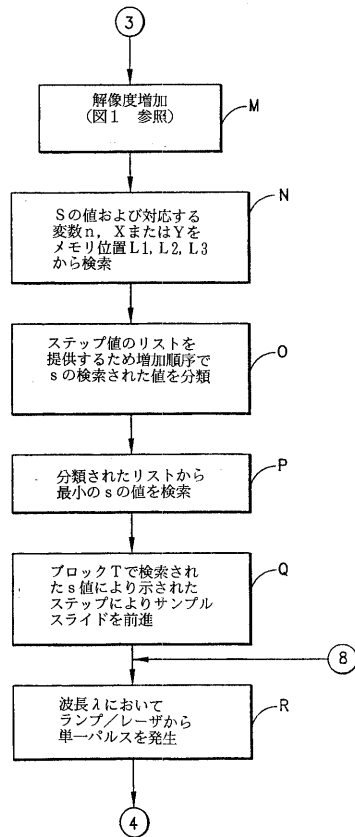 3
解像度増加
(図1 参照)
M
Sの値および対応する
変数n, XまたはYを
メモリ位置L1, L2, L3
から検索
N
ステップ値のリストを
提供するため増加順序で
sの検索された値を分類
O
分類されたリストから
最小のsの値を検索
P
ブロックTで検索され
たs値により示された
ステップによりサンプル
スライドを前進
Q
8
波長λにおいて
ランプ/レーザから
単一パルスを発生
R
4